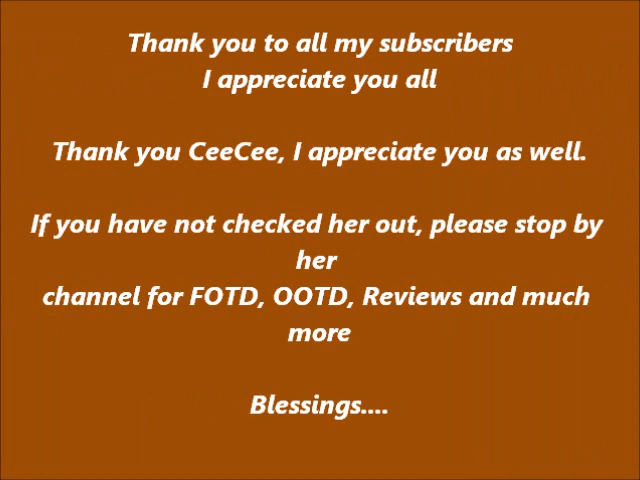 Thank you to all my subscribers
I appreciate you all
Thank you CeeCee, I appreciate you as well.
If you have not checked her out, please stop by
her
channel for FOTD, OOTD, Reviews and much
more
Blessings....